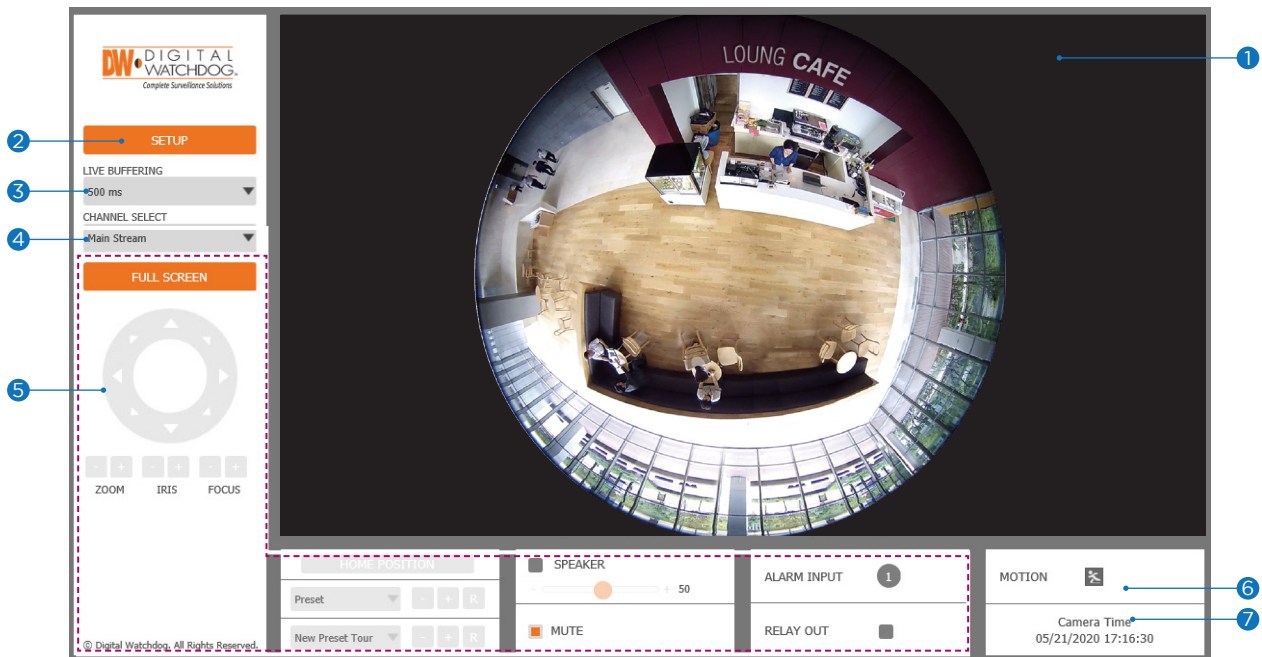 DW DIGITAL
WATCHDOG®
Complete Surveillance Solutions
SETUP
LIVE BUFFERING
500 ms
CHANNEL SELECT
Main Stream
FULL SCREEN
ZOOM IRIS FOCUS
© Digital Watchdog. All Rights Reserved.
LOUNG CAFE
HOME POSITION
Preset - + R
New Preset Tour - + R
SPEAKER
- + 50
MUTE
ALARM INPUT 1
RELAY OUT
MOTION
Camera Time
05/21/2020 17:16:30
1
2
3
4
5
6
7